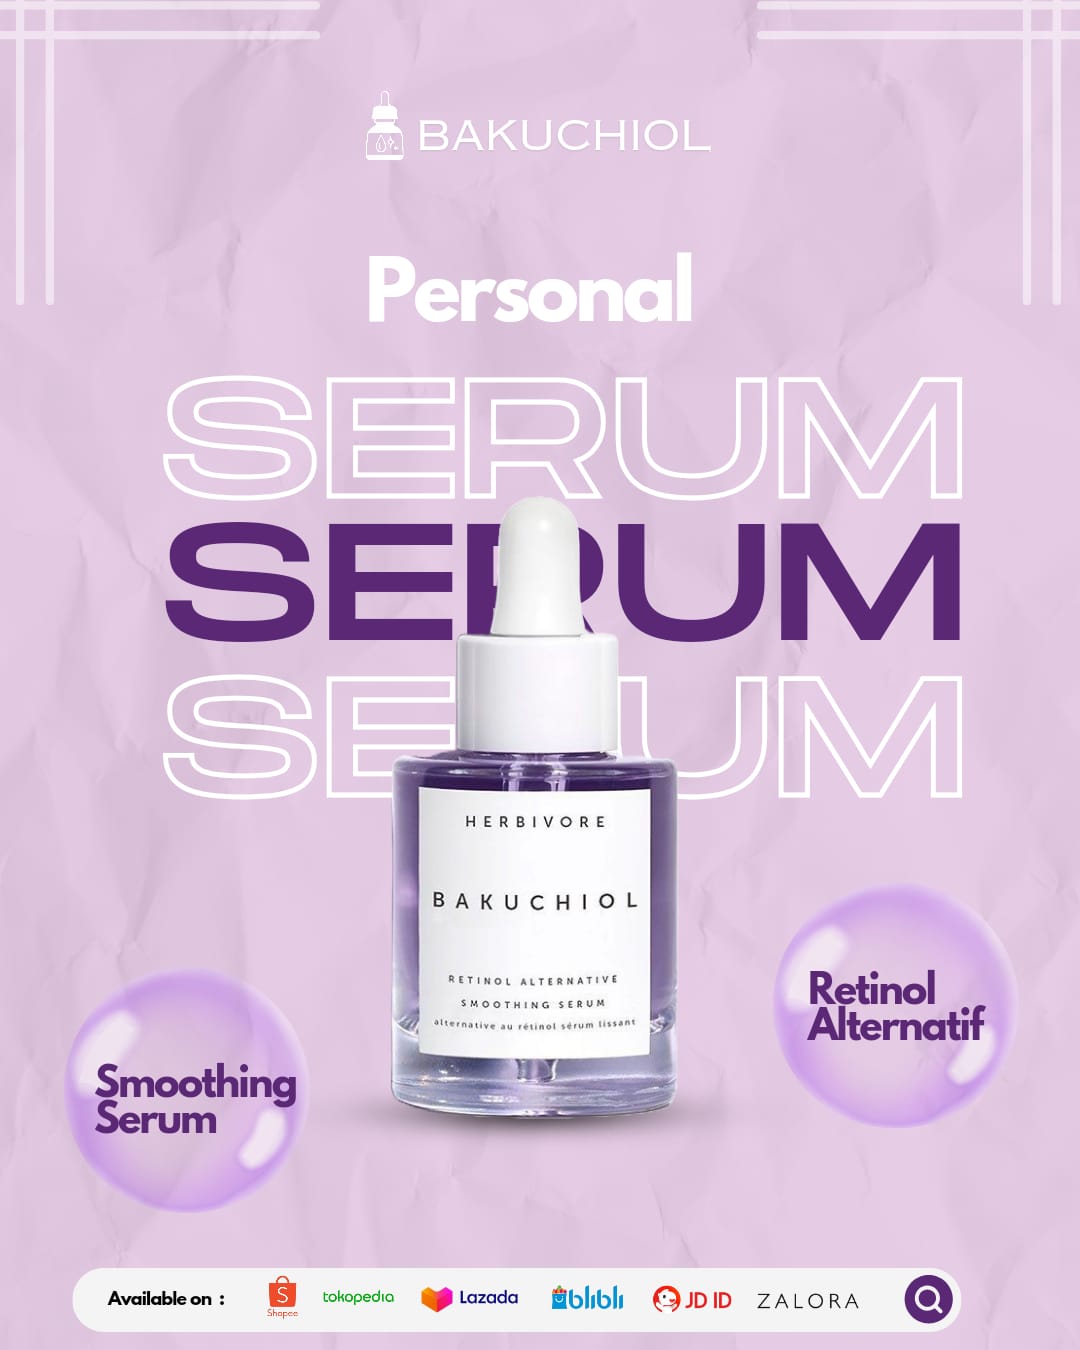 BAKUCHIOL
Personal
SERUM
SERUM
SERUM
HERBIVORE
BAKUCHIOL
RETINOL ALTERNATIVE
SMOOTHING SERUM
alternative au rétinol sérum lissant
Retinol
Alternatif
Smoothing
Serum
Available on : Shopee tokopedia Lazada blibli JD ID ZALORA